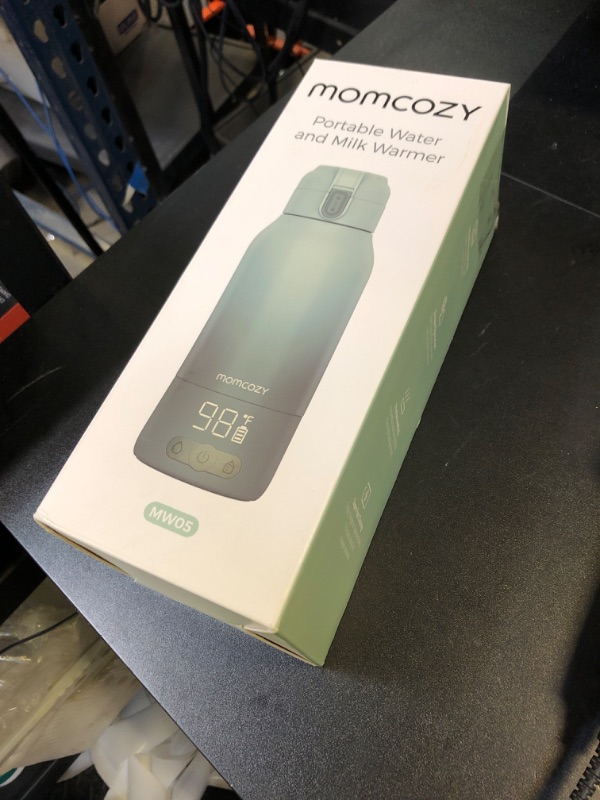 momcozy
Portable Water
and Milk Warmer
momcozy
98 °F
MW05